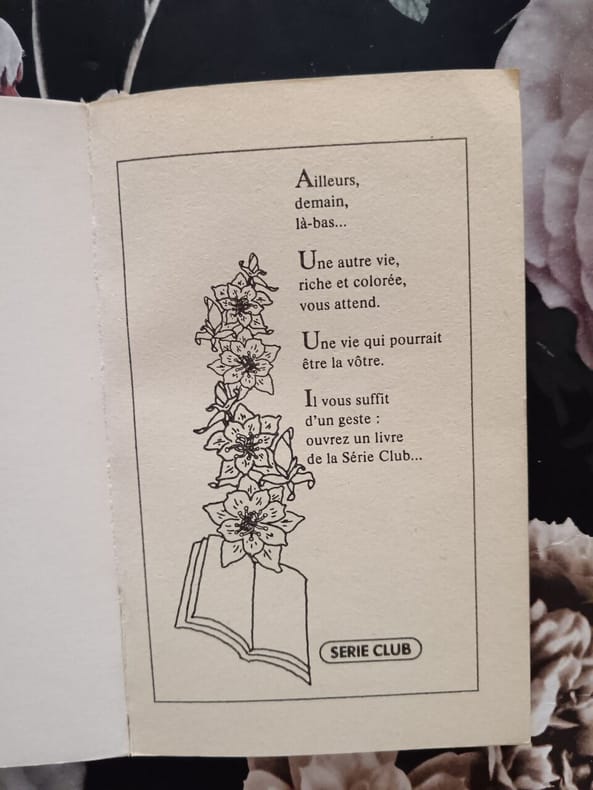 Ailleurs,
demain,
là-bas...
Une autre vie,
riche et colorée,
vous attend.
Une vie qui pourrait
être la vôtre.
Il vous suffit
d'un geste :
ouvrez un livre
de la Série Club...
SERIE CLUB